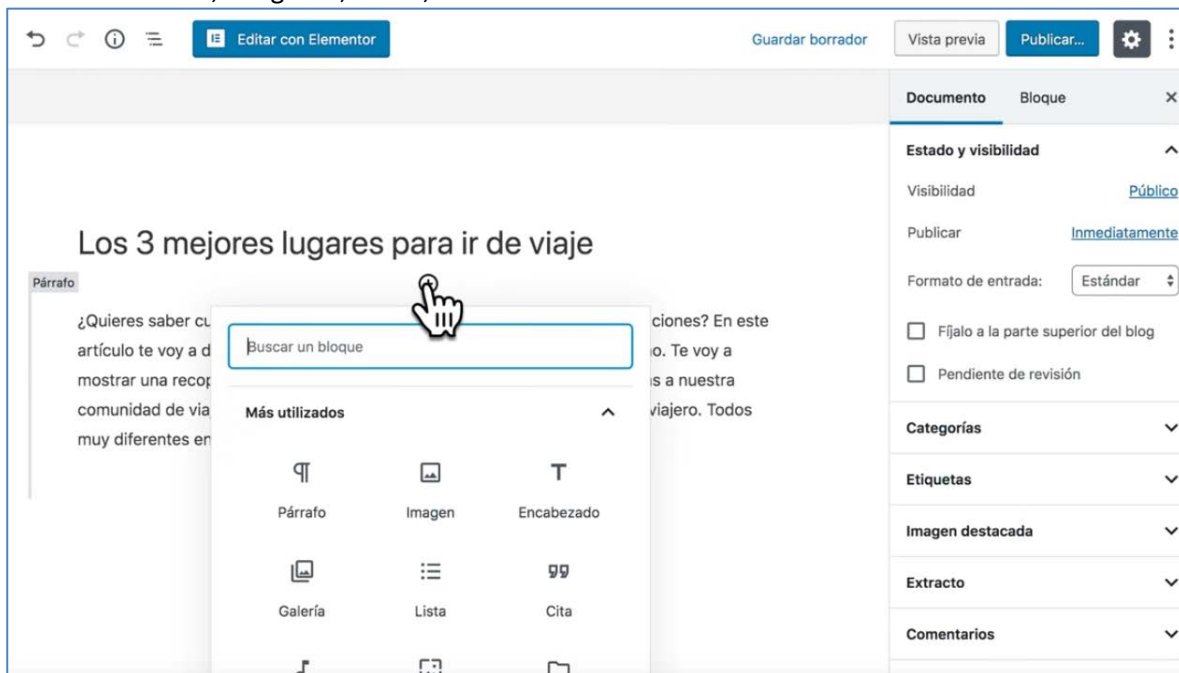 Editar con Elementor
Guardar borrador
Vista previa
Publicar...
Documento
Bloque
Estado y visibilidad
Visibilidad
Público
Publicar
Inmediatamente
Formato de entrada:
Estándar
Fíjalo a la parte superior del blog
Pendiente de revisión
Categorías
Etiquetas
Imagen destacada
Extracto
Comentarios
Los 3 mejores lugares para ir de viaje
Párrafo
¿Quieres saber cu
ciones? En este
artículo te voy a d
o. Te voy a
mostrar una recop
s a nuestra
comunidad de via
viajero. Todos
muy diferentes en
Buscar un bloque
Más utilizados
Párrafo
Imagen
Encabezado
Galería
Lista
Cita